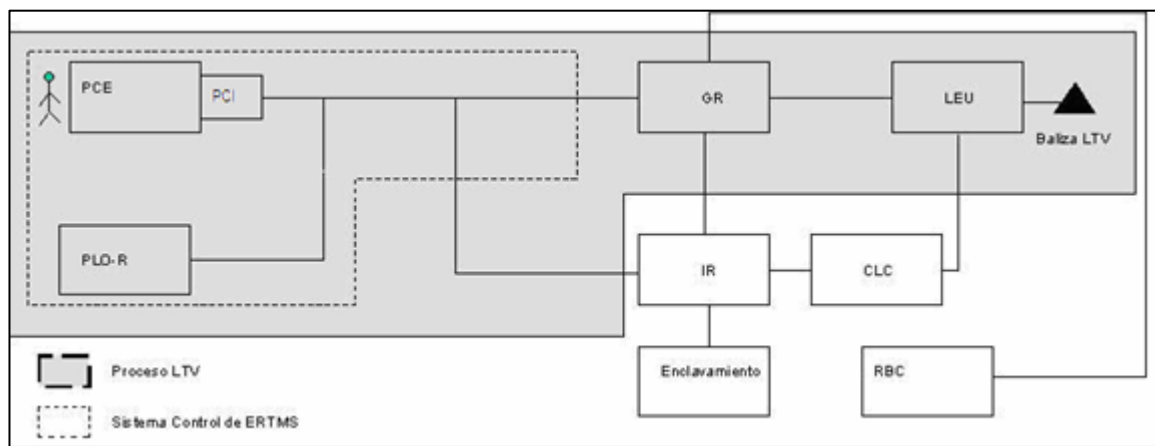 PCE
PCI
GR
LEU
Baliza LTV
PLO-R
IR
CLC
Enclavamiento
RBC
Proceso LTV
Sistema Control de ERTMS